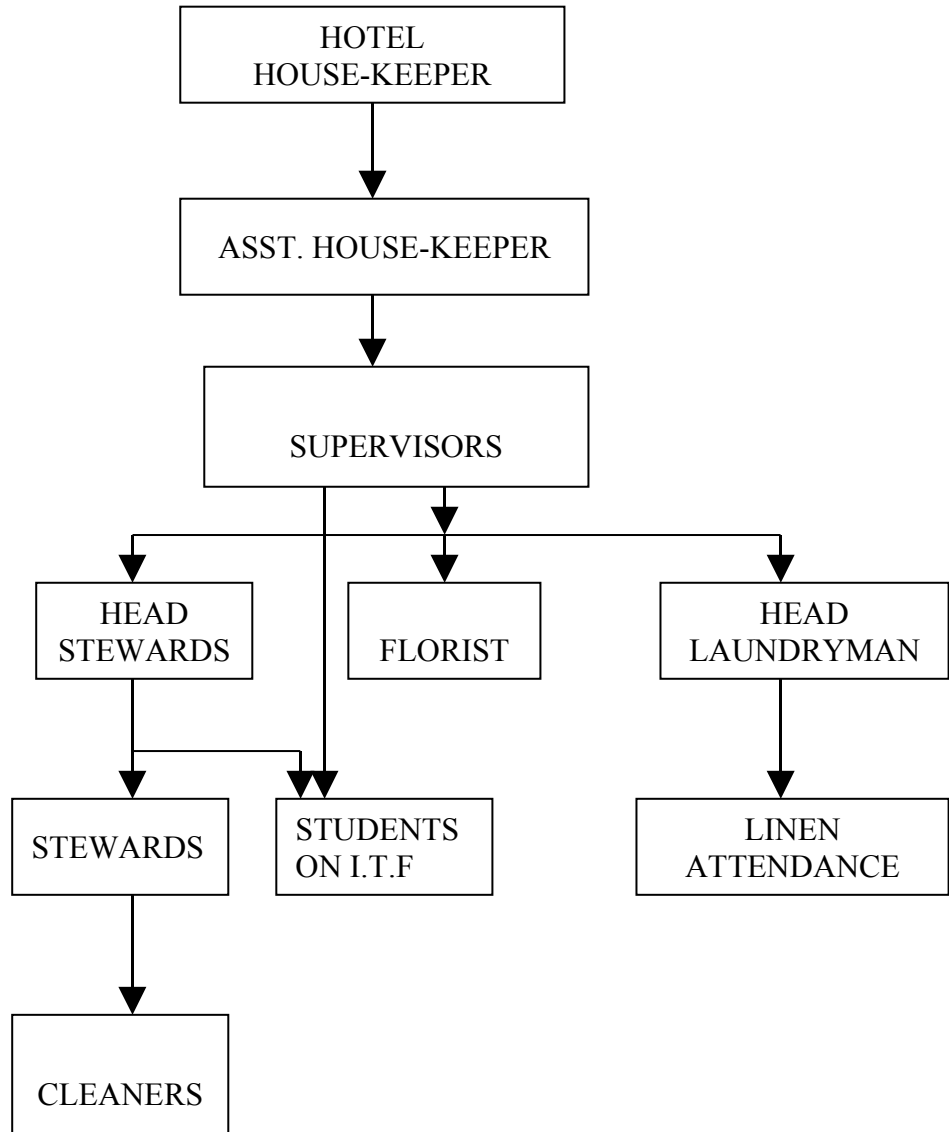 HOTEL
HOUSE-KEEPER
ASST. HOUSE-KEEPER
SUPERVISORS
HEAD
STEWARDS
FLORIST
HEAD
LAUNDRYMAN
STEWARDS
STUDENTS
ON I.T.F
LINEN
ATTENDANCE
CLEANERS